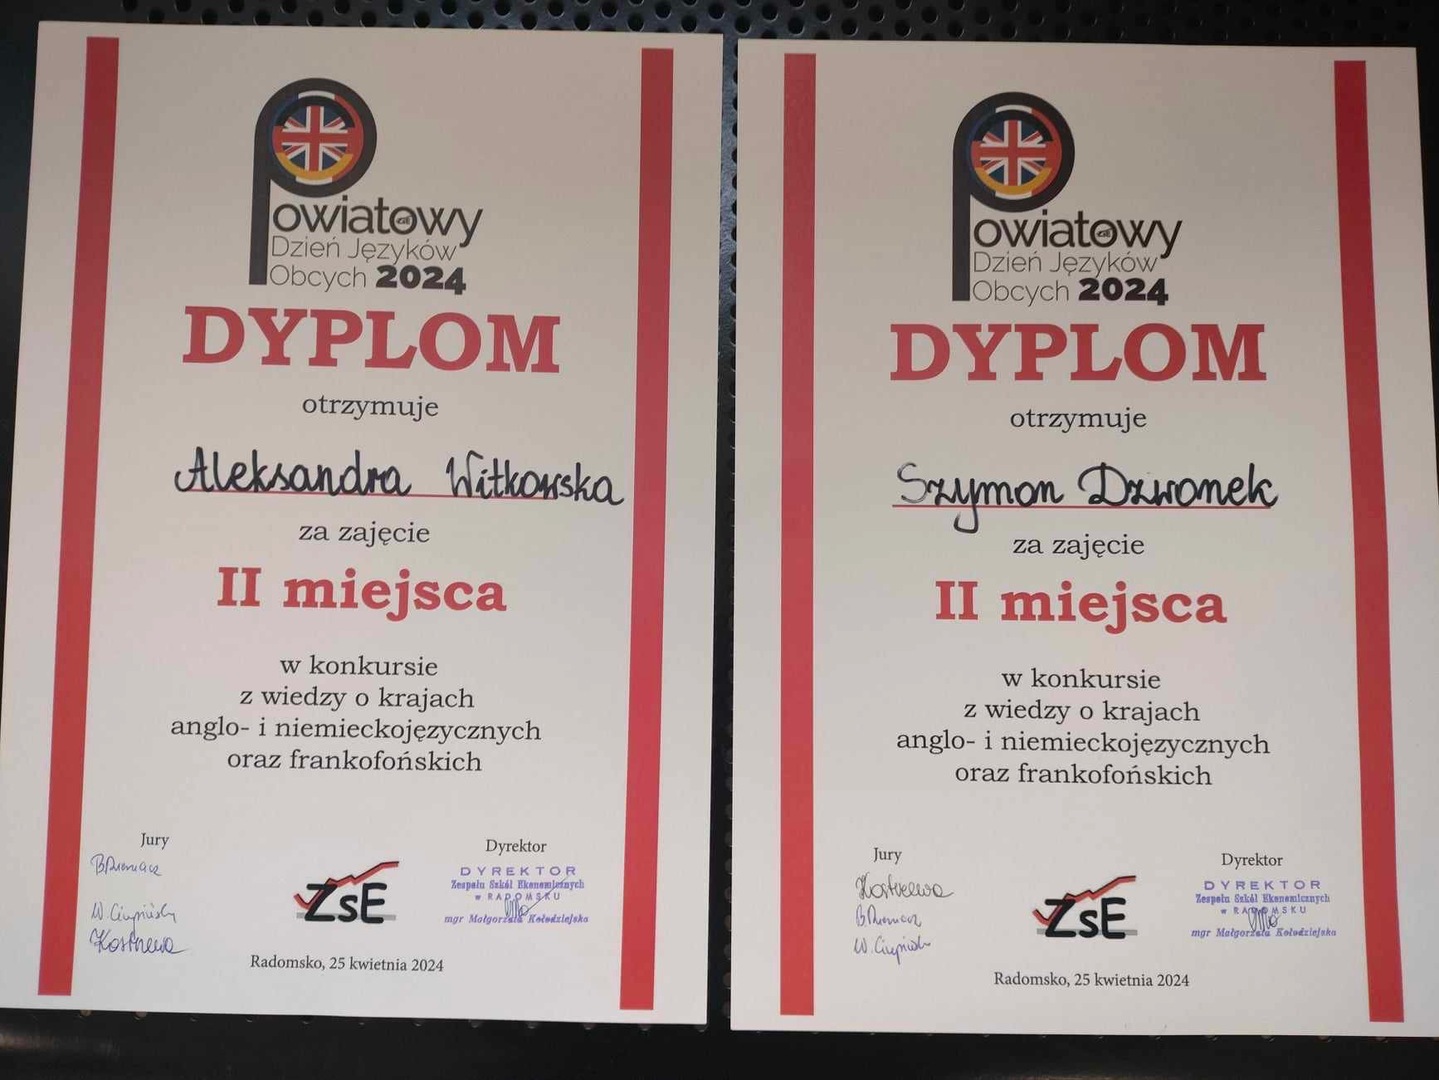 Powiatowy
Dzień Języków
Obcych 2024
DYPLOM
otrzymuje
Aleksandra Witkowska
za zajęcie
II miejsca
w konkursie
z wiedzy o krajach
anglo- i niemieckojęzycznych
oraz frankofońskich
Jury
Kostrzewa
Dyrektor
DYREKTOR
Zespołu Szkół Ekonomicznych
w RADOMSKU
mgr Małgorzata Kołodziejska
ZsE
Radomsko, 25 kwietnia 2024
Powiatowy
Dzień Języków
Obcych 2024
DYPLOM
otrzymuje
Szymon Dzwonek
za zajęcie
II miejsca
w konkursie
z wiedzy o krajach
anglo- i niemieckojęzycznych
oraz frankofońskich
Jury
Kostrzewa
Dyrektor
DYREKTOR
Zespołu Szkół Ekonomicznych
w RADOMSKU
mgr Małgorzata Kołodziejska
ZsE
Radomsko, 25 kwietnia 2024